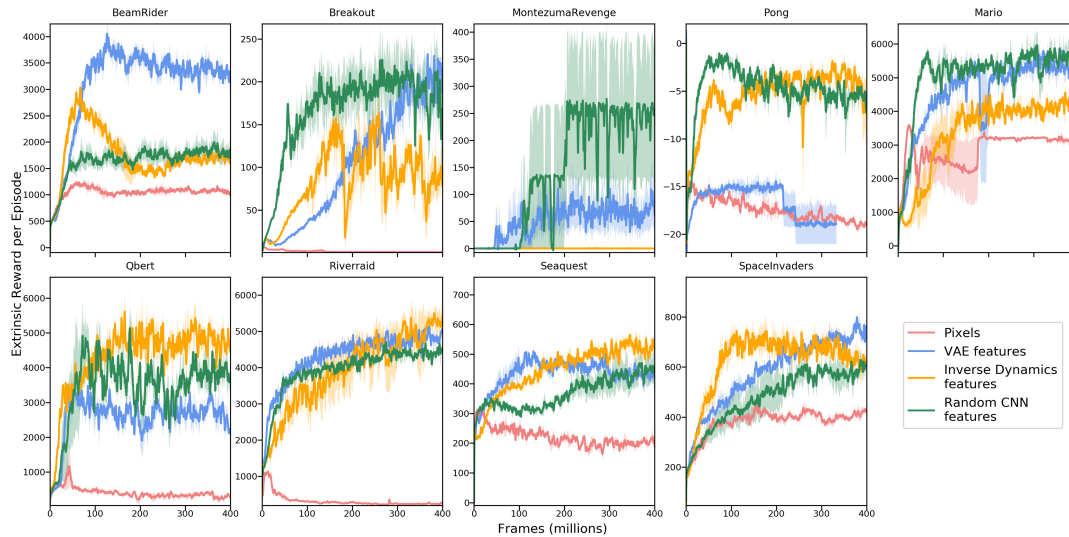 BeamRider
Breakout
MontezumaRevenge
Pong
Mario
4000
3500
3000
2500
2000
1500
1000
500
0
250
200
150
100
50
400
350
300
250
200
150
100
50
0
0
−5
−10
−15
−20
6000
5000
4000
3000
2000
1000
0
Extrinsic Reward per Episode
Qbert
Riverraid
Seaquest
SpaceInvaders
6000
5000
4000
3000
2000
1000
0 100 200 300 400
6000
5000
4000
3000
2000
1000
0 100 200 300 400
700
600
500
400
300
200
100
0
0 100 200 300 400
800
600
400
200
0 100 200 300 400
Frames (millions)
Pixels
VAE features
Inverse Dynamics
features
Random CNN
features